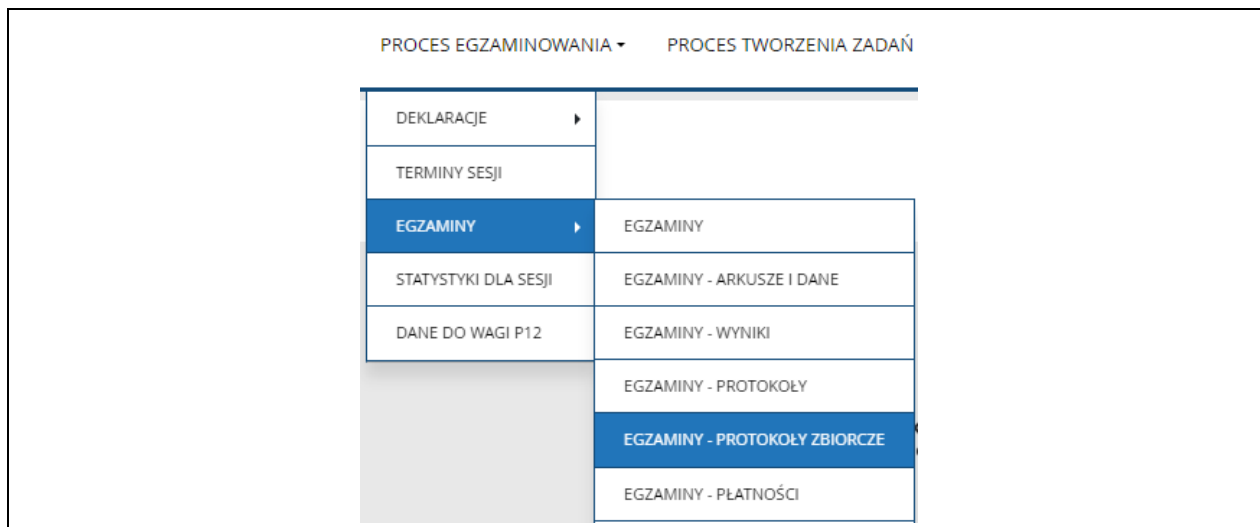 PROCES EGZAMINOWANIA PROCES TWORZENIA ZADAŃ
DEKLARACJE
TERMINY SESJI
EGZAMINY EGZAMINY
STATYSTYKI DLA SESJI EGZAMINY - ARKUSZE I DANE
DANE DO WAGI P12 EGZAMINY - WYNIKI
EGZAMINY - PROTOKOŁY
EGZAMINY - PROTOKOŁY ZBIORCZE
EGZAMINY - PŁATNOŚCI